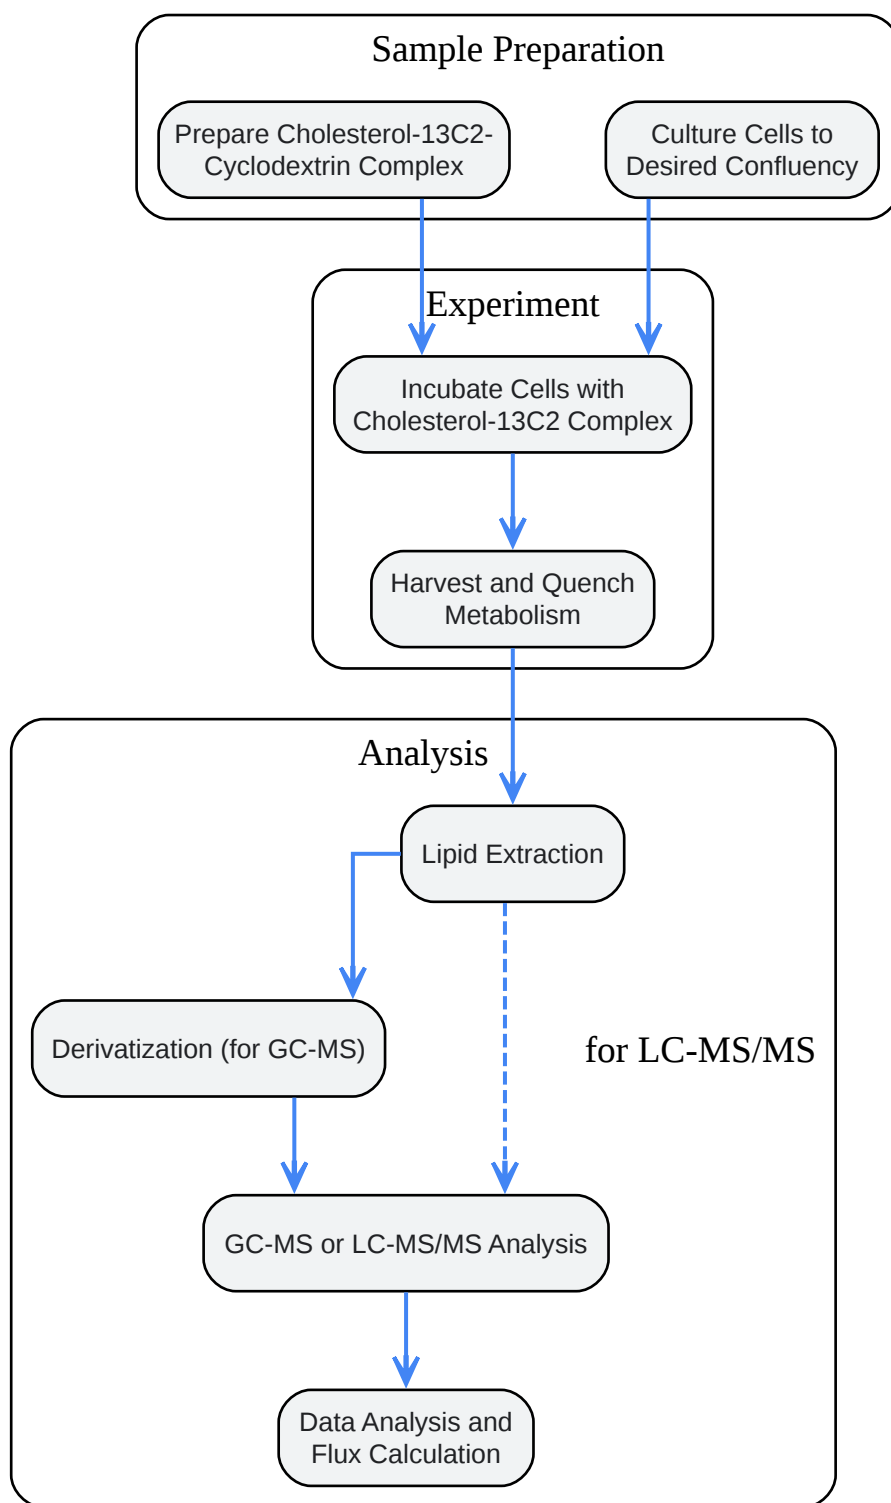 Sample Preparation
Prepare Cholesterol-13C2-
Cyclodextrin Complex
Culture Cells to
Desired Confluency
Experiment
Incubate Cells with
Cholesterol-13C2 Complex
Harvest and Quench
Metabolism
Analysis
Lipid Extraction
Derivatization (for GC-MS)
for LC-MS/MS
GC-MS or LC-MS/MS Analysis
Data Analysis and
Flux Calculation